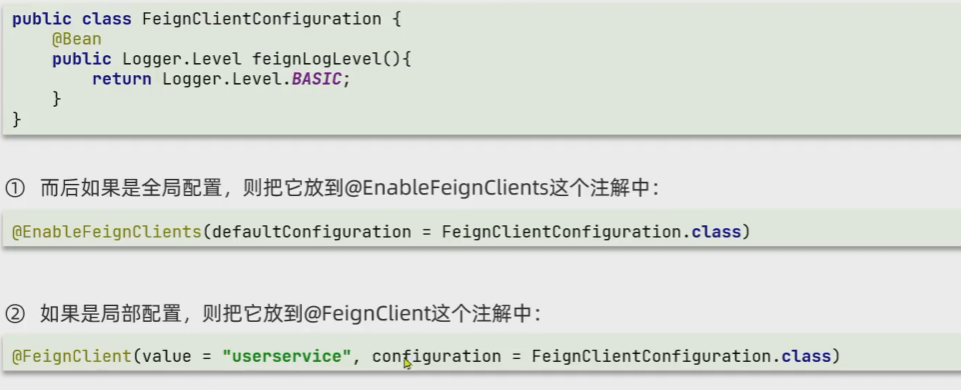 public class FeignClientConfiguration {
    @Bean
    public Logger.Level feignLogLevel(){
        return Logger.Level.BASIC;
    }
}
① 而后如果是全局配置，则把它放到@EnableFeignClients这个注解中：
@EnableFeignClients(defaultConfiguration = FeignClientConfiguration.class)
② 如果是局部配置，则把它放到@FeignClient这个注解中：
@FeignClient(value = "userservice", configuration = FeignClientConfiguration.class)